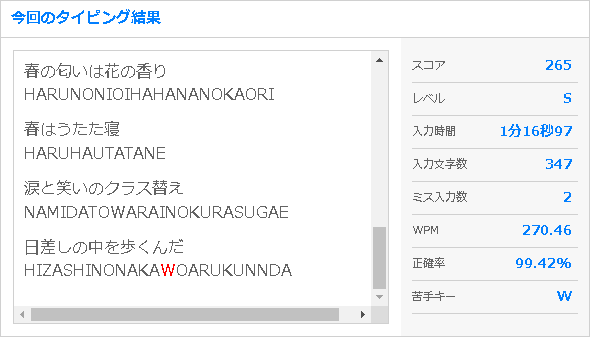 今回のタイピング結果
春の匂いは花の香り
HARUNONIOIHAHANANOKAORI
春はうたた寝
HARUHAUTATANE
涙と笑いのクラス替え
NAMIDATOWARAINOKURASUGAE
日差しの中を歩くんだ
HIZASHINONAKAWOARUKUNNDA
スコア 265
レベル S
入力時間 1分16秒97
入力文字数 347
ミス入力数 2
WPM 270.46
正確率 99.42%
苦手キー W